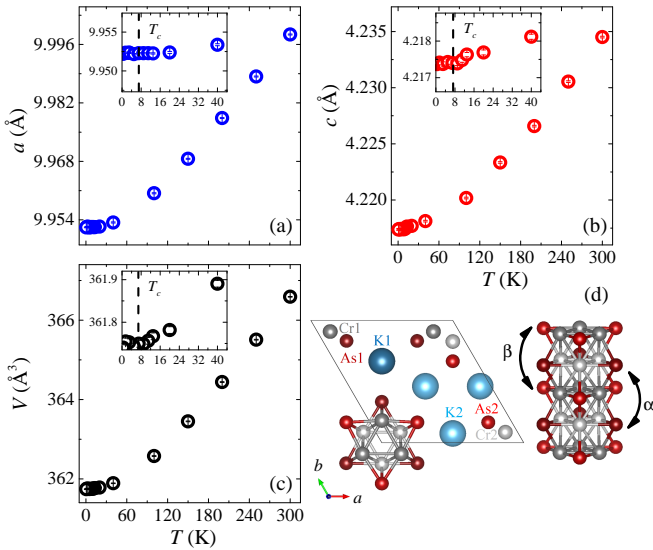 9.996
9.982
9.968
9.954
a (Å)
9.953
9.950
T_c
0 8 16 24 32 40
(a)
4.235
4.230
4.225
4.220
c (Å)
4.218
4.217
T_c
0 8 16 24 32 40
(b)
0 60 120 180 240 300
T (K)
366
364
362
V (Å³)
361.9
361.8
T_c
0 8 16 24 32 40
(c)
0 60 120 180 240 300
T (K)
(d)
Cr1
K1
As1
K2
As2
Cr2
b
a
β
α